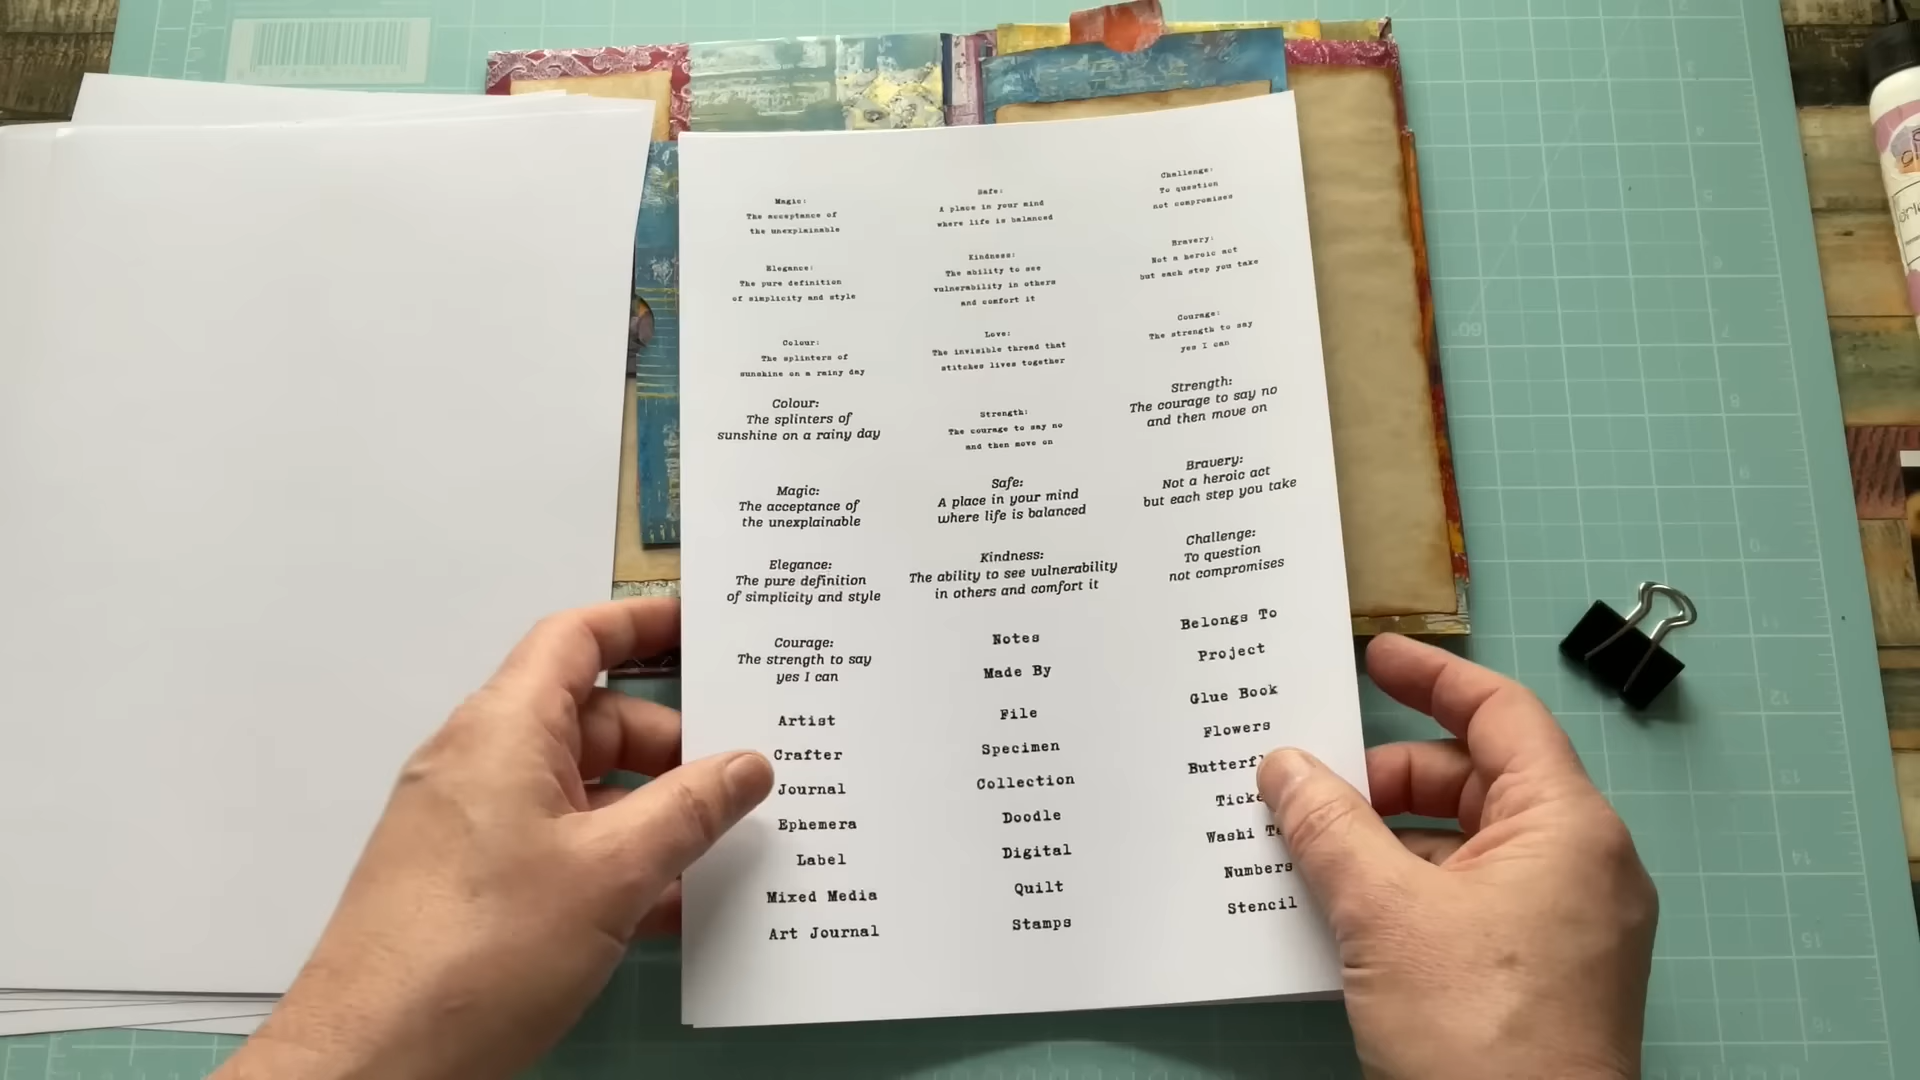 Magic:
The acceptance of
the unexplainable
Elegance:
The pure definition
of simplicity and style
Colour:
The splinters of
sunshine on a rainy day
Colour:
The splinters of
sunshine on a rainy day
Magic:
The acceptance of
the unexplainable
Elegance:
The pure definition
of simplicity and style
Courage:
The strength to say
yes I can
Artist
Crafter
Journal
Ephemera
Label
Mixed Media
Art Journal
Safe:
A place in your mind
where life is balanced
Kindness:
The ability to see
vulnerability in others
and comfort it
Love:
The invisible thread that
stitches lives together
Strength:
The courage to say no
and then move on
Safe:
A place in your mind
where life is balanced
Kindness:
The ability to see vulnerability
in others and comfort it
Notes
Made By
File
Specimen
Collection
Doodle
Digital
Quilt
Stamps
Challenge:
To question
not compromises
Bravery:
Not a heroic act
but each step you take
Courage:
The strength to say
yes I can
Strength:
The courage to say no
and then move on
Bravery:
Not a heroic act
but each step you take
Challenge:
To question
not compromises
Belongs To
Project
Glue Book
Flowers
Washi
Numbers
Stencil